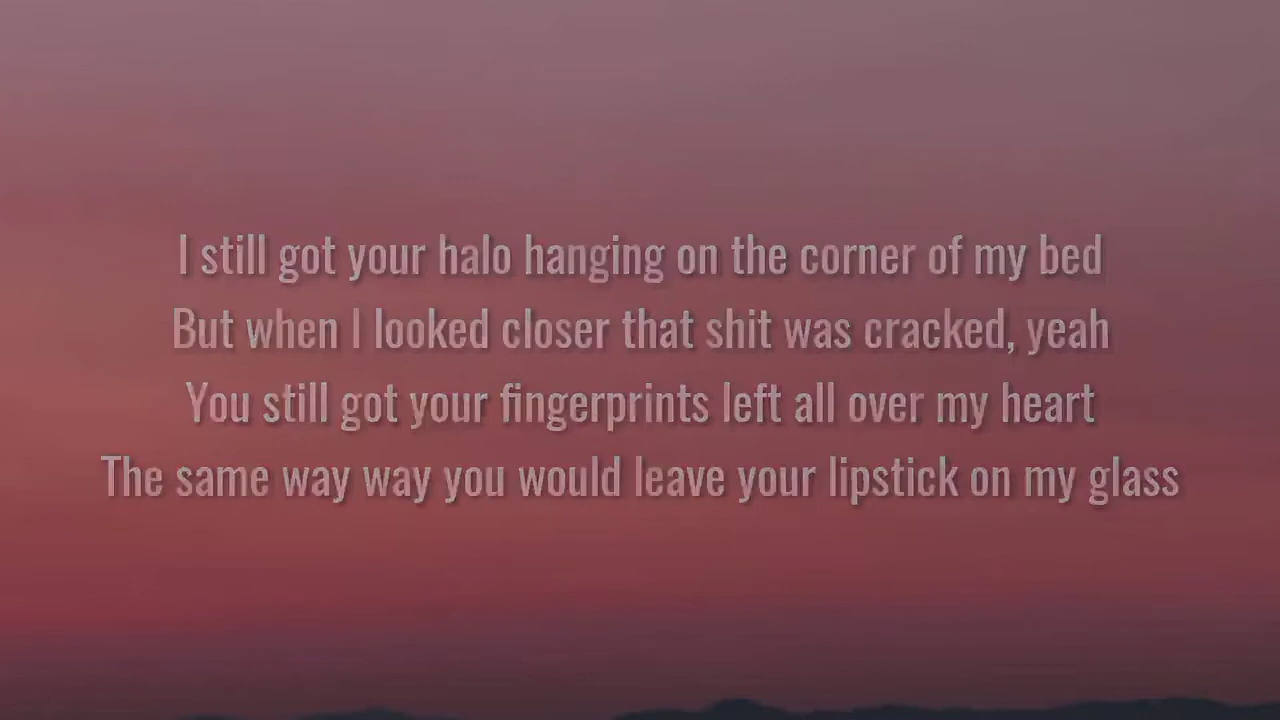 I still got your halo hanging on the corner of my bed
But when I looked closer that shit was cracked, yeah
You still got your fingerprints left all over my heart
The same way way you would leave your lipstick on my glass